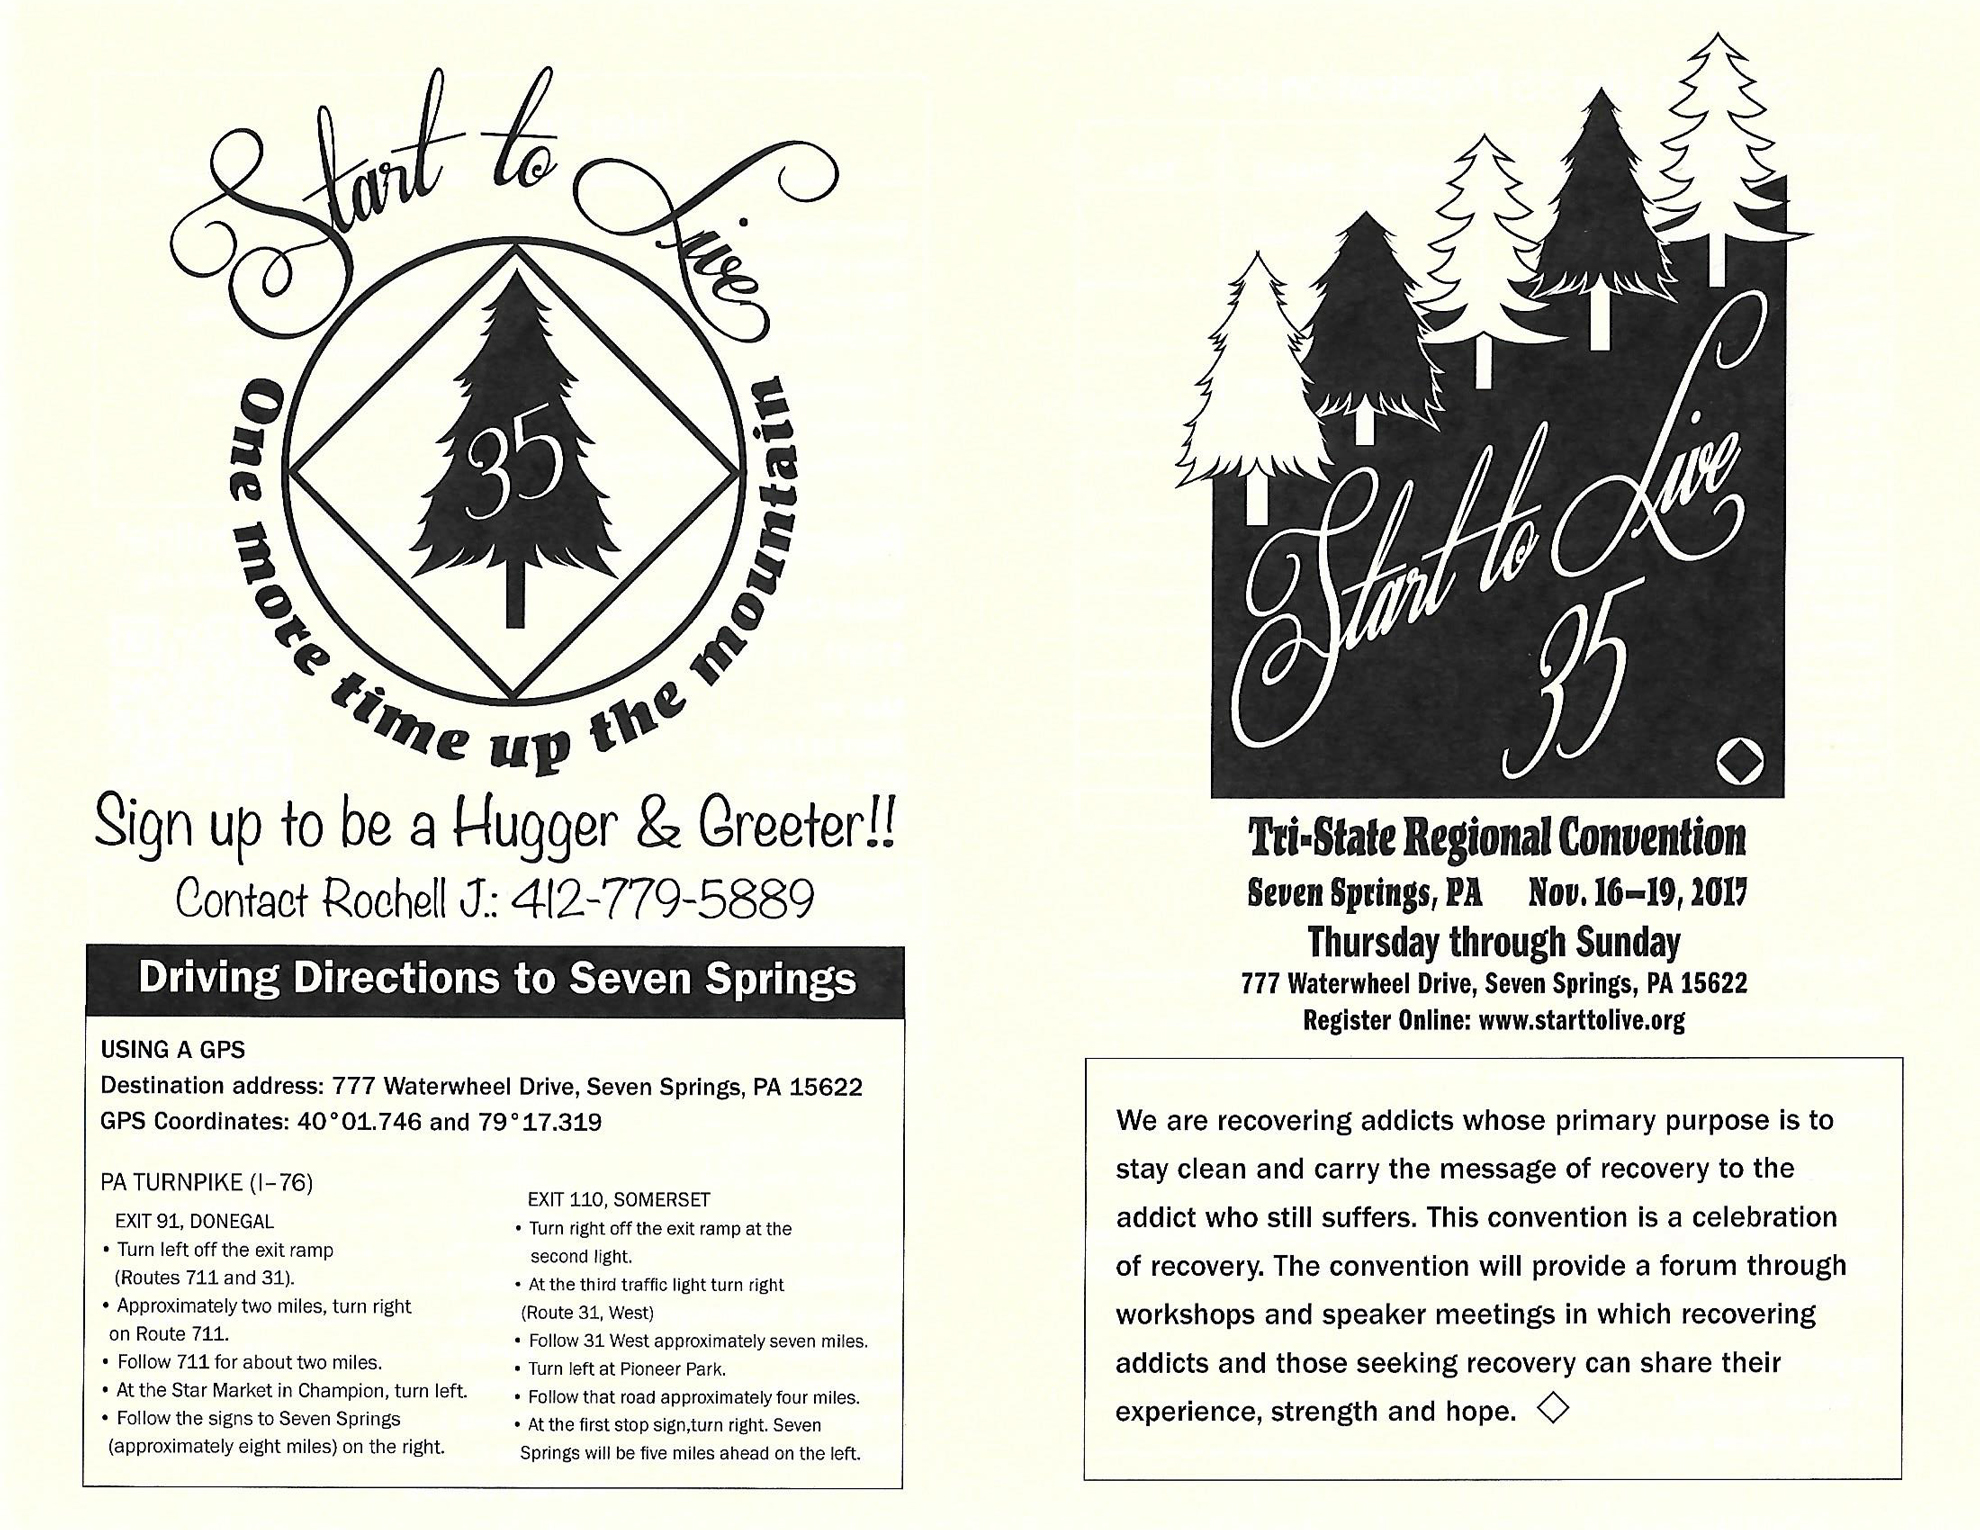 Start to Live
One more time up the mountain
35
Sign up to be a Hugger & Greeter!!
Contact Rochell J.: 412-779-5889
Driving Directions to Seven Springs
USING A GPS
Destination address: 777 Waterwheel Drive, Seven Springs, PA 15622
GPS Coordinates: 40°01.746 and 79°17.319
PA TURNPIKE (I–76)
EXIT 91, DONEGAL
• Turn left off the exit ramp
(Routes 711 and 31).
• Approximately two miles, turn right
on Route 711.
• Follow 711 for about two miles.
• At the Star Market in Champion, turn left.
• Follow the signs to Seven Springs
(approximately eight miles) on the right.
EXIT 110, SOMERSET
• Turn right off the exit ramp at the
second light.
• At the third traffic light turn right
(Route 31, West)
• Follow 31 West approximately seven miles.
• Turn left at Pioneer Park.
• Follow that road approximately four miles.
• At the first stop sign,turn right. Seven
Springs will be five miles ahead on the left.
Start to Live
35
Tri-State Regional Convention
Seven Springs, PA Nov. 16–19, 2017
Thursday through Sunday
777 Waterwheel Drive, Seven Springs, PA 15622
Register Online: www.starttolive.org
We are recovering addicts whose primary purpose is to
stay clean and carry the message of recovery to the
addict who still suffers. This convention is a celebration
of recovery. The convention will provide a forum through
workshops and speaker meetings in which recovering
addicts and those seeking recovery can share their
experience, strength and hope. ◇